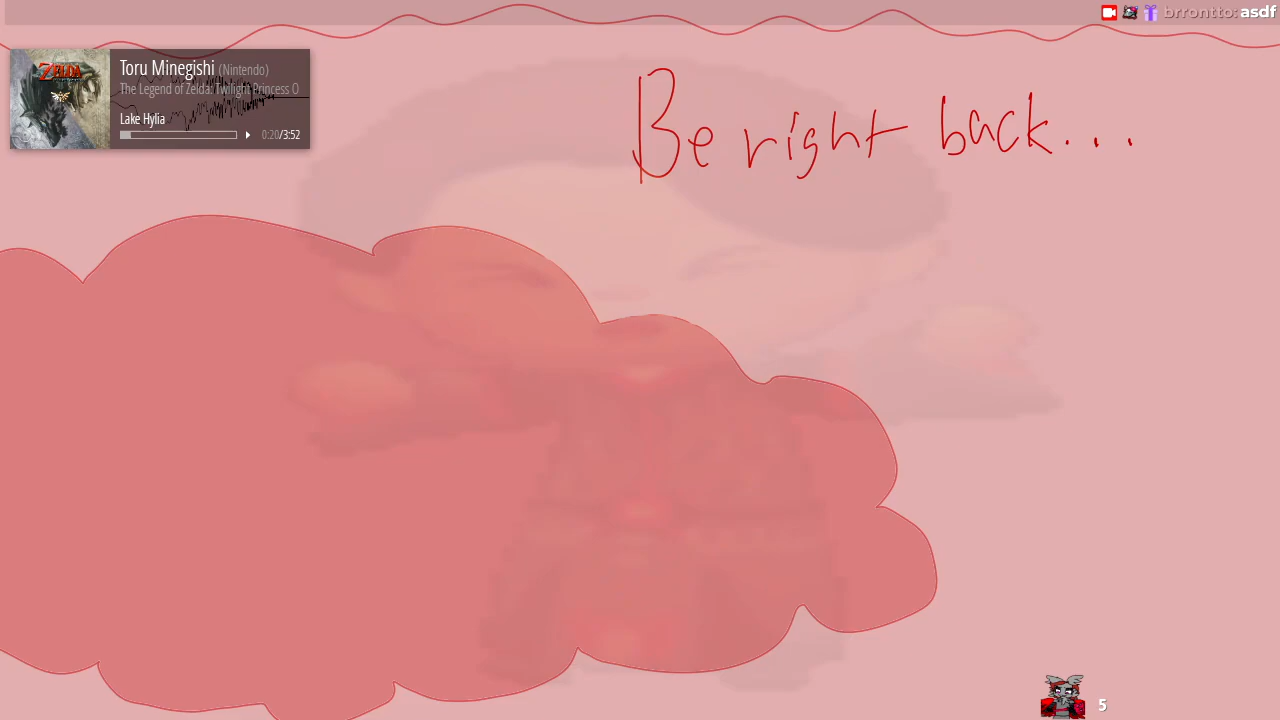 brrontto: asdf
ZELDA
Toru Minegishi (Nintendo)
The Legend of Zelda: Twilight Princess O
Lake Hylia
0:20/3:52
Be right back...
5